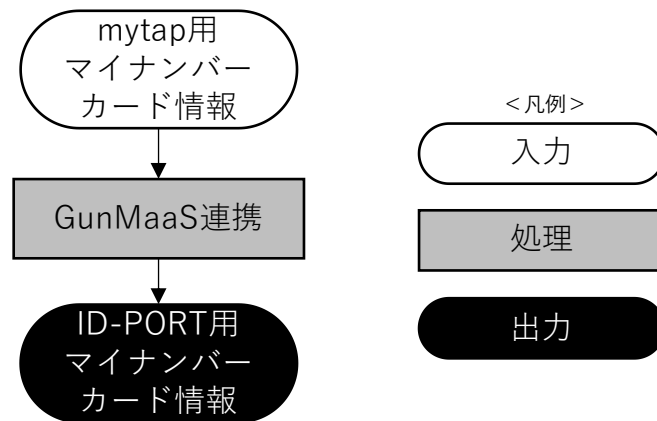 mytap用
マイナンバー
カード情報
GunMaaS連携
ID-PORT用
マイナンバー
カード情報
<凡例>
入力
処理
出力